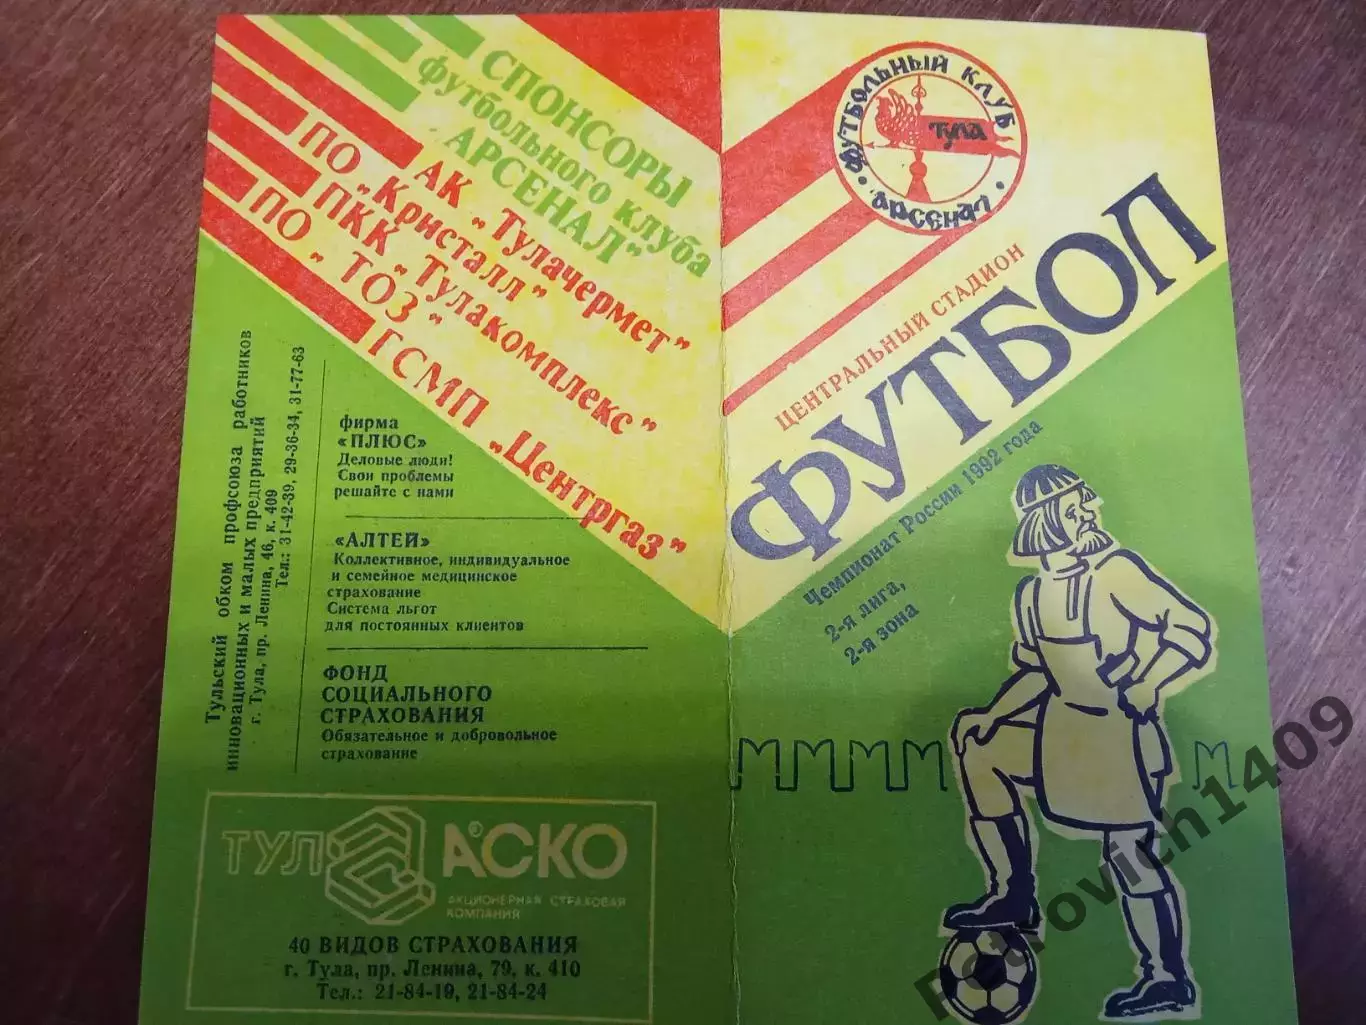 СПОНСОРЫ
футбольного клуба
АРСЕНАЛ"
АК „Тулачермет"
ПО „Кристалл"
ПКК „Тулакомплекс"
ПО „ТОЗ"
ГСМП „Центргаз"
Тульский обком профсоюза работников
инновационных и малых предприятий
г. Тула, пр. Ленина, 46, к. 409
Тел.: 31-42-39, 29-36-34, 31-77-63
фирма
«ПЛЮС»
Деловые люди!
Свои проблемы
решайте с нами
«АЛТЕЙ»
Коллективное, индивидуальное
и семейное медицинское
страхование
Система льгот
для постоянных клиентов
ФОНД
СОЦИАЛЬНОГО
СТРАХОВАНИЯ
Обязательное и добровольное
страхование
ТУЛ АСКО
АКЦИОНЕРНАЯ СТРАХОВАЯ
КОМПАНИЯ
40 ВИДОВ СТРАХОВАНИЯ
г. Тула, пр. Ленина, 79, к. 410
Тел.: 21-84-19, 21-84-24
ФУТБОЛЬНЫЙ КЛУБ
ТУЛА
АРСЕНАЛ
ЦЕНТРАЛЬНЫЙ СТАДИОН
ФУТБОЛ
Чемпионат России 1992 года
2-я лига,
2-я зона
Petrovich1409